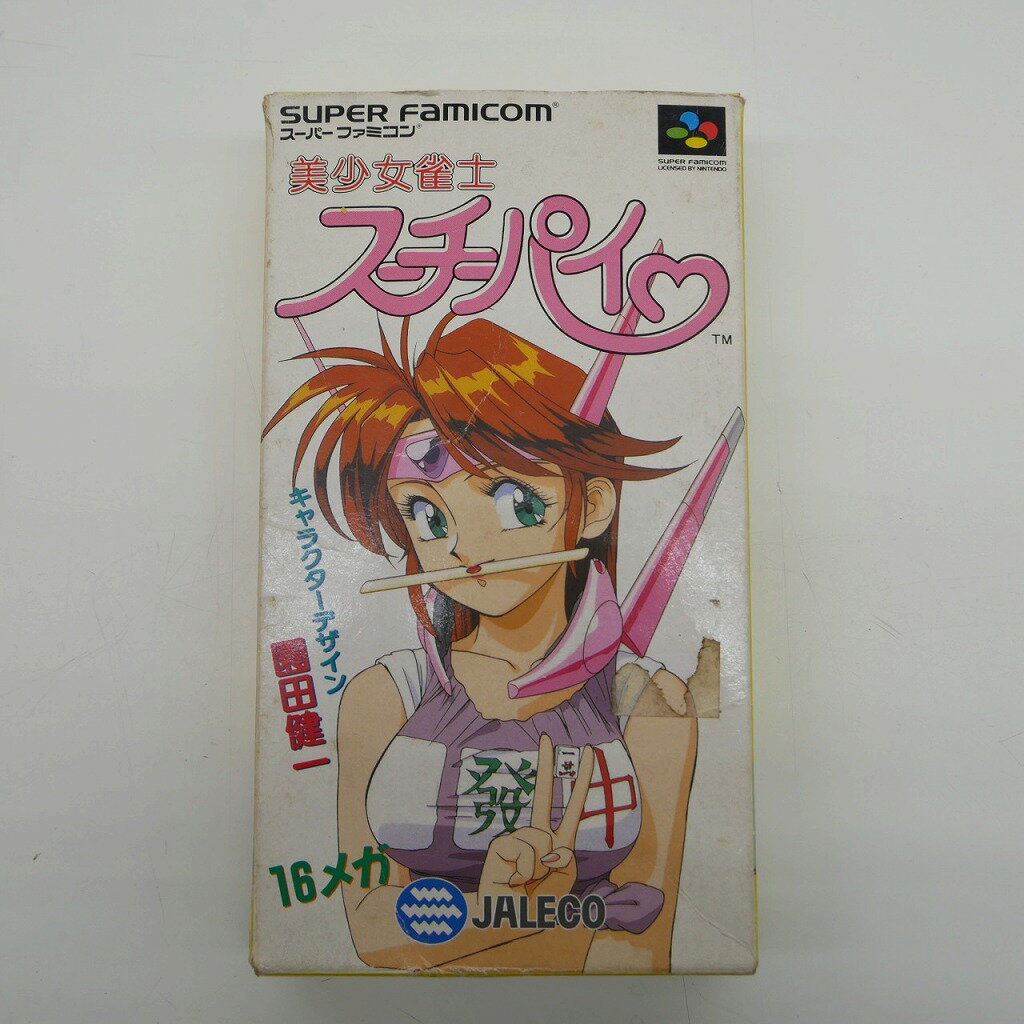 SUPER FAMICOM®
スーパーファミコン®
SUPER FAMICOM
LICENSED BY NINTENDO
美少女雀士
スーチーパイ
TM
キャラクターデザイン
園田健一
發 中
16メガ
JALECO